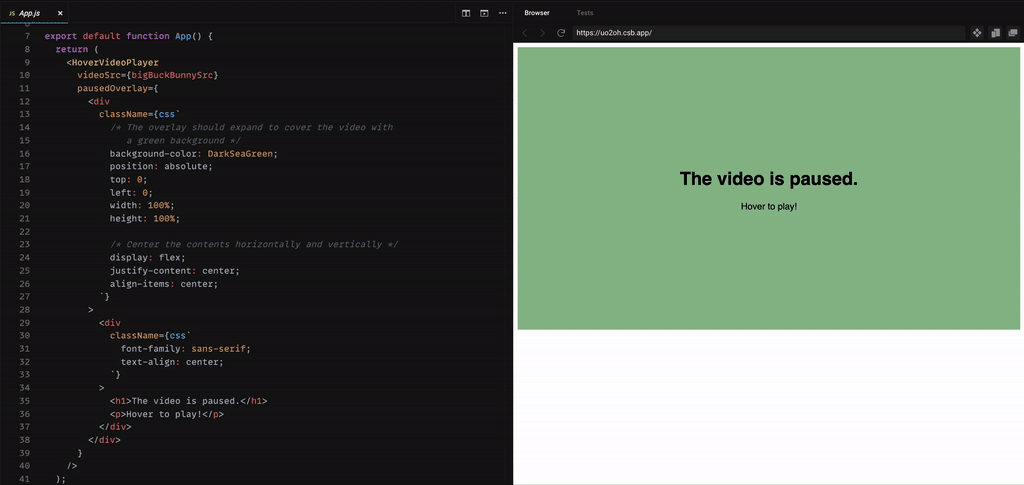 JS App.js ×
7 export default function App() {
8 return (
9 <HoverVideoPlayer
10 videoSrc={bigBuckBunnySrc}
11 pausedOverlay={
12 <div
13 className={css`
14 /* The overlay should expand to cover the video with
15 a green background */
16 background-color: DarkSeaGreen;
17 position: absolute;
18 top: 0;
19 left: 0;
20 width: 100%;
21 height: 100%;
22
23 /* Center the contents horizontally and vertically */
24 display: flex;
25 justify-content: center;
26 align-items: center;
27 `}
28 >
29 <div
30 className={css`
31 font-family: sans-serif;
32 text-align: center;
33 `}
34 >
35 <h1>The video is paused.</h1>
36 <p>Hover to play!</p>
37 </div>
38 </div>
39 }
40 />
41 );
Browser Tests
https://uo2oh.csb.app/
The video is paused.
Hover to play!